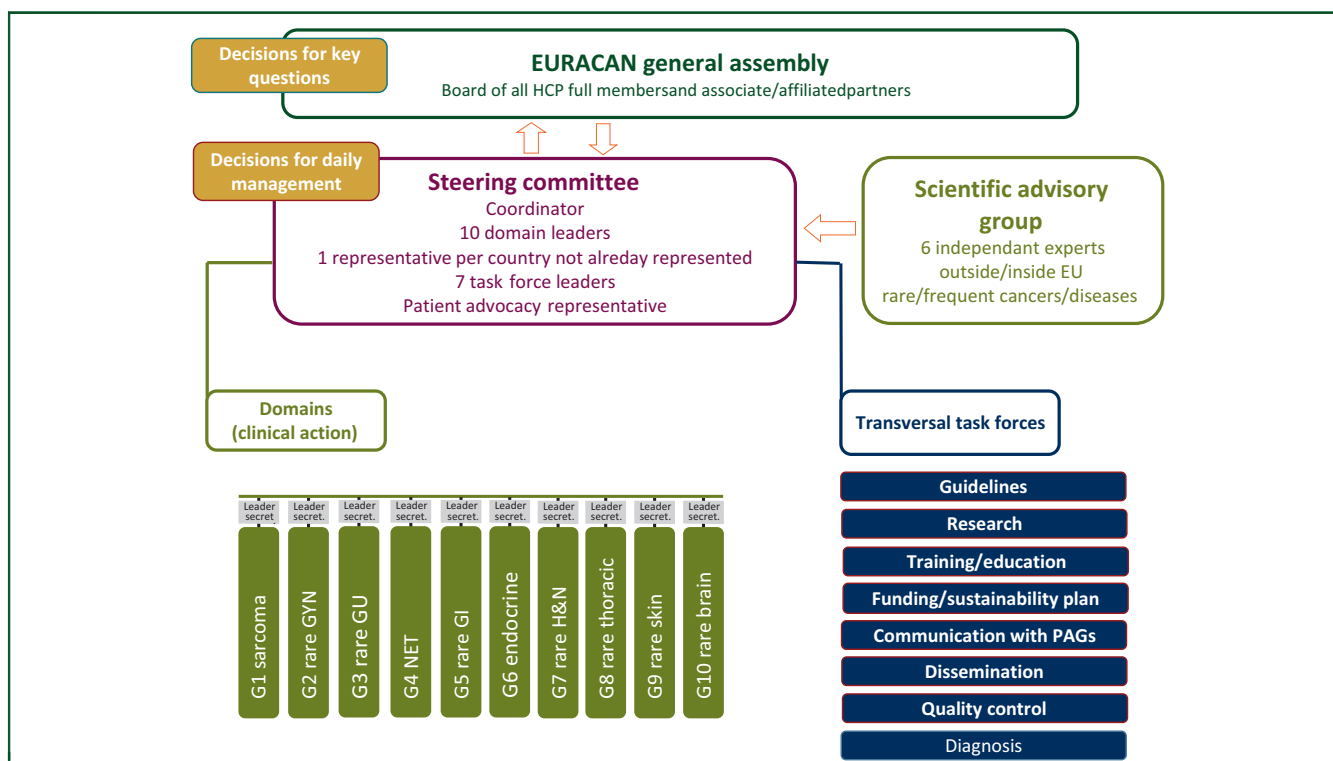 Decisions for key
questions
EURACAN general assembly
Board of all HCP full membersand associate/affiliatedpartners
Decisions for daily
management
Steering committee
Coordinator
10 domain leaders
1 representative per country not alreday represented
7 task force leaders
Patient advocacy representative
Scientific advisory
group
6 independant experts
outside/inside EU
rare/frequent cancers/diseases
Domains
(clinical action)
Transversal task forces
Leader
secret.
Leader
secret.
Leader
secret.
Leader
secret.
Leader
secret.
Leader
secret.
Leader
secret.
Leader
secret.
Leader
secret.
Leader
secret.
G1 sarcoma
G2 rare GYN
G3 rare GU
G4 NET
G5 rare GI
G6 endocrine
G7 rare H&N
G8 rare thoracic
G9 rare skin
G10 rare brain
Guidelines
Research
Training/education
Funding/sustainability plan
Communication with PAGs
Dissemination
Quality control
Diagnosis